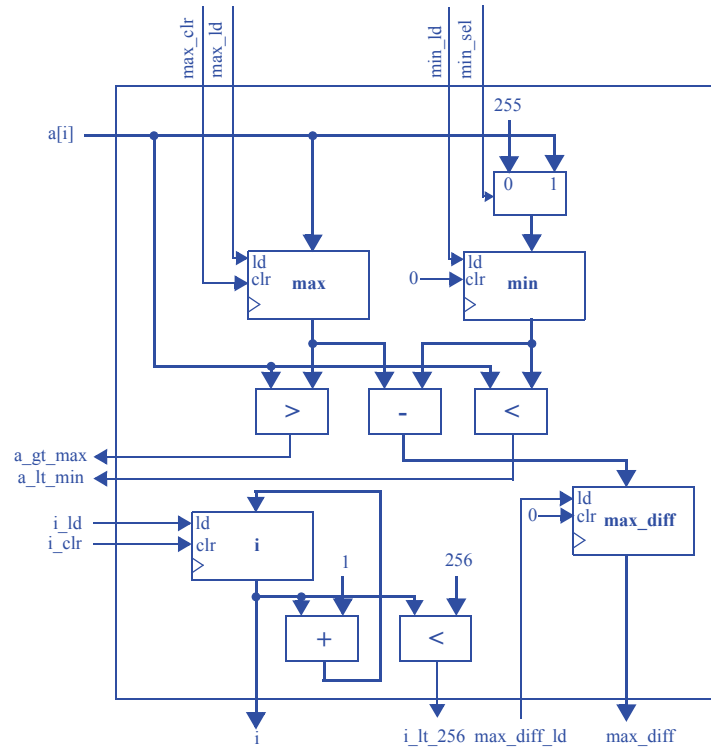 max_clr
max_ld
min_ld
min_sel
255
a[i]
0 1
ld
clr
max
0
ld
clr
min
>
-
<
a_gt_max
a_lt_min
i_ld
i_clr
ld
clr
i
0
ld
clr
max_diff
1
256
+
<
i
i_lt_256
max_diff_ld
max_diff